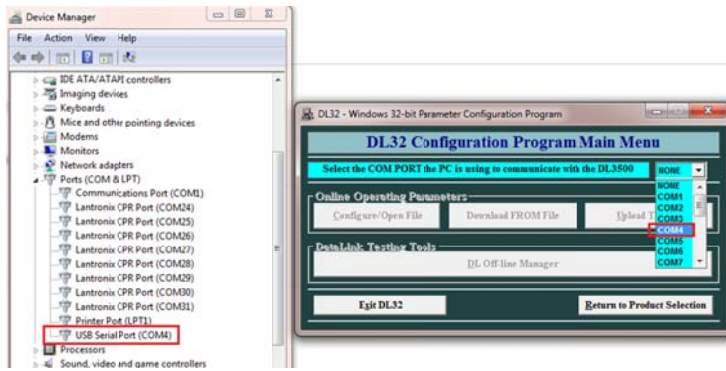 Device Manager
File Action View Help
IDE ATA/ATAPI controllers
Imaging devices
Keyboards
Mice and other pointing devices
Modems
Monitors
Network adapters
Ports (COM & LPT)
Communications Port (COM1)
Lantronix CPR Port (COM24)
Lantronix CPR Port (COM25)
Lantronix CPR Port (COM26)
Lantronix CPR Port (COM27)
Lantronix CPR Port (COM28)
Lantronix CPR Port (COM29)
Lantronix CPR Port (COM30)
Lantronix CPR Port (COM31)
Printer Port (LPT1)
USB Serial Port (COM4)
Processors
Sound, video and game controllers
DL32 - Windows 32-bit Parameter Configuration Program
DL32 Configuration Program Main Menu
Select the COM PORT the PC is using to communicate with the DL3500
NONE
NONE
COM1
COM2
COM3
COM4
COM5
COM6
COM7
Online Operating Parameters
Configure/Open File
Download FROM File
Upload
DataLink Testing Tools
DL Off-line Manager
Exit DL32
Return to Product Selection